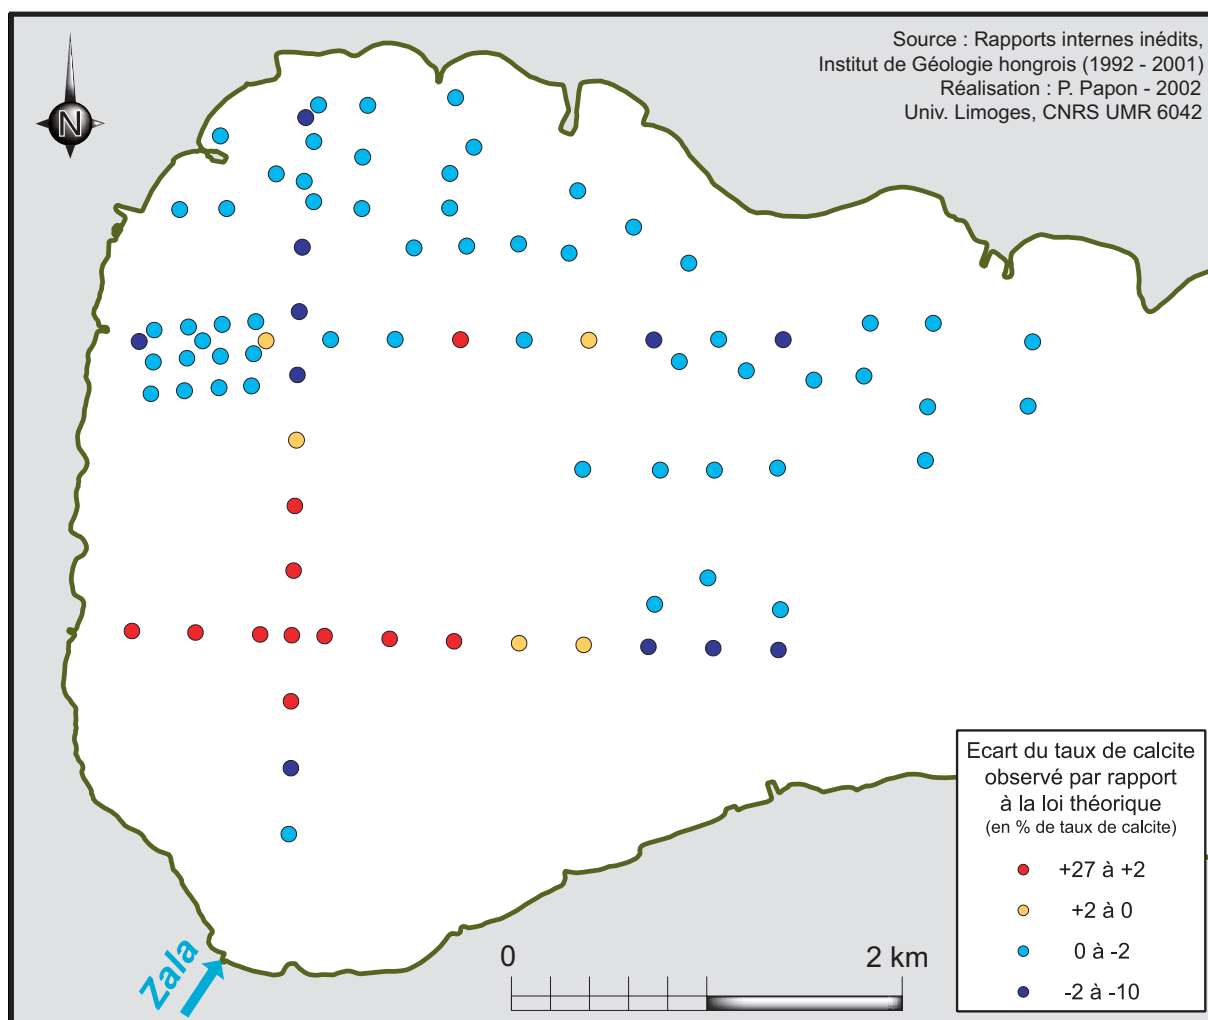 Source : Rapports internes inédits,
Institut de Géologie hongrois (1992 - 2001)
Réalisation : P. Papon - 2002
Univ. Limoges, CNRS UMR 6042
N
Zala
0
2 km
Ecart du taux de calcite
observé par rapport
à la loi théorique
(en % de taux de calcite)
+27 à +2
+2 à 0
0 à -2
-2 à -10